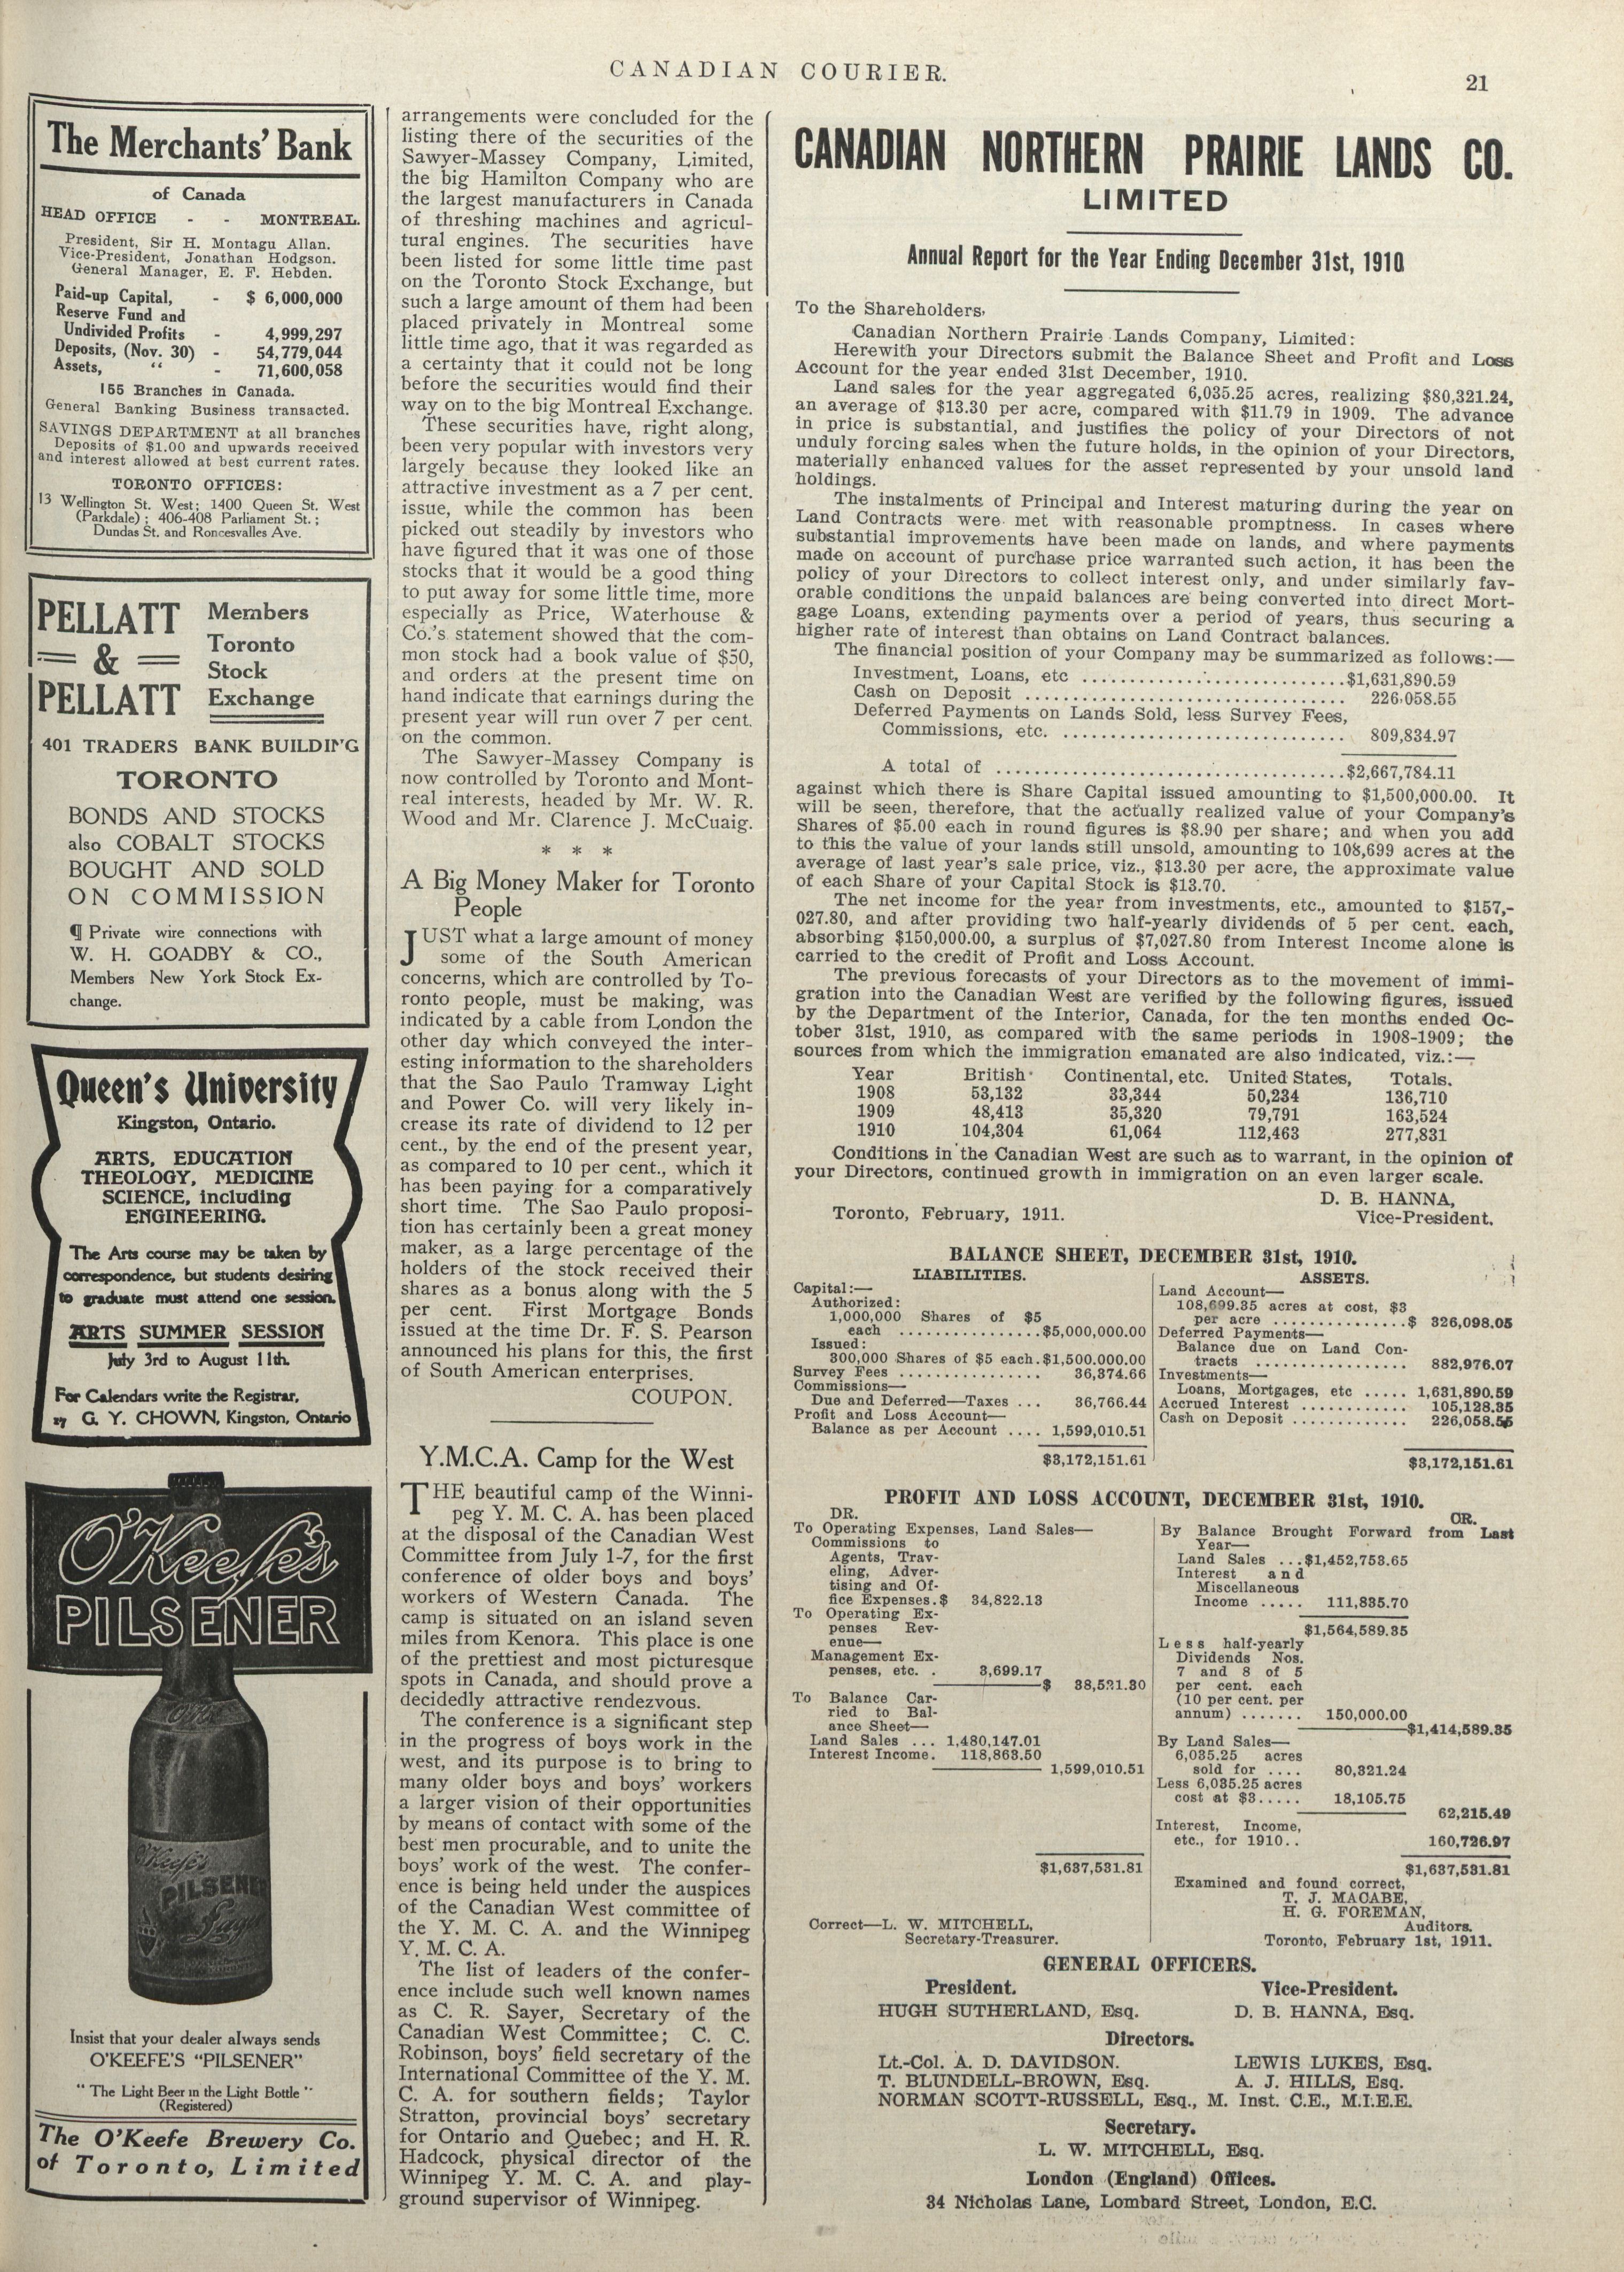 CANADIAN COURIER.
21
The Merchants' Bank
of Canada
HEAD OFFICE - - MONTREAL.
President, Sir H. Montagu Allan.
Vice-President, Jonathan Hodgson.
General Manager, E. F. Hebden.
Paid-up Capital, - $ 6,000,000
Reserve Fund and
Undivided Profits - 4,999,297
Deposits, (Nov. 30) - 54,779,044
Assets, “ - 71,600,058
155 Branches in Canada.
General Banking Business transacted.
SAVINGS DEPARTMENT at all branches
Deposits of $1.00 and upwards received
and interest allowed at best current rates.
TORONTO OFFICES:
13 Wellington St. West; 1400 Queen St. West
(Parkdale); 406-408 Parliament St.;
Dundas St. and Roncesvalles Ave.
PELLATT
& 
PELLATT
Members
Toronto
Stock
Exchange
401 TRADERS BANK BUILDING
TORONTO
BONDS AND STOCKS
also COBALT STOCKS
BOUGHT AND SOLD
ON COMMISSION
¶ Private wire connections with
W. H. GOADBY & CO.,
Members New York Stock Ex-
change.
Queen's University
Kingston, Ontario.
ARTS, EDUCATION
THEOLOGY, MEDICINE
SCIENCE, including
ENGINEERING.
The Arts course may be taken by
correspondence, but students desiring
to graduate must attend one session.
ARTS SUMMER SESSION
July 3rd to August 11th.
For Calendars write the Registrar,
27 G. Y. CHOWN, Kingston, Ontario
O'Keefe's
PILSENER
O'Keefe's
PILSENER
Lager
Insist that your dealer always sends
O'KEEFE'S “PILSENER”
“The Light Beer in the Light Bottle”
(Registered)
The O'Keefe Brewery Co.
of Toronto, Limited
arrangements were concluded for the
listing there of the securities of the
Sawyer-Massey Company, Limited,
the big Hamilton Company who are
the largest manufacturers in Canada
of threshing machines and agricul-
tural engines. The securities have
been listed for some little time past
on the Toronto Stock Exchange, but
such a large amount of them had been
placed privately in Montreal some
little time ago, that it was regarded as
a certainty that it could not be long
before the securities would find their
way on to the big Montreal Exchange.
These securities have, right along,
been very popular with investors very
largely because they looked like an
attractive investment as a 7 per cent.
issue, while the common has been
picked out steadily by investors who
have figured that it was one of those
stocks that it would be a good thing
to put away for some little time, more
especially as Price, Waterhouse &
Co.'s statement showed that the com-
mon stock had a book value of $50,
and orders at the present time on
hand indicate that earnings during the
present year will run over 7 per cent.
on the common.
The Sawyer-Massey Company is
now controlled by Toronto and Mont-
real interests, headed by Mr. W. R.
Wood and Mr. Clarence J. McCuaig.
* * *
A Big Money Maker for Toronto
People
JUST what a large amount of money
some of the South American
concerns, which are controlled by To-
ronto people, must be making, was
indicated by a cable from London the
other day which conveyed the inter-
esting information to the shareholders
that the Sao Paulo Tramway Light
and Power Co. will very likely in-
crease its rate of dividend to 12 per
cent., by the end of the present year,
as compared to 10 per cent., which it
has been paying for a comparatively
short time. The Sao Paulo proposi-
tion has certainly been a great money
maker, as a large percentage of the
holders of the stock received their
shares as a bonus along with the 5
per cent. First Mortgage Bonds
issued at the time Dr. F. S. Pearson
announced his plans for this, the first
of South American enterprises.
COUPON.
Y.M.C.A. Camp for the West
THE beautiful camp of the Winni-
peg Y. M. C. A. has been placed
at the disposal of the Canadian West
Committee from July 1-7, for the first
conference of older boys and boys'
workers of Western Canada. The
camp is situated on an island seven
miles from Kenora. This place is one
of the prettiest and most picturesque
spots in Canada, and should prove a
decidedly attractive rendezvous.
The conference is a significant step
in the progress of boys work in the
west, and its purpose is to bring to
many older boys and boys' workers
a larger vision of their opportunities
by means of contact with some of the
best men procurable, and to unite the
boys' work of the west. The confer-
ence is being held under the auspices
of the Canadian West committee of
the Y. M. C. A. and the Winnipeg
Y. M. C. A.
The list of leaders of the confer-
ence include such well known names
as C. R. Sayer, Secretary of the
Canadian West Committee; C. C.
Robinson, boys' field secretary of the
International Committee of the Y. M.
C. A. for southern fields; Taylor
Stratton, provincial boys' secretary
for Ontario and Quebec; and H. R.
Hadcock, physical director of the
Winnipeg Y. M. C. A. and play-
ground supervisor of Winnipeg.
CANADIAN NORTHERN PRAIRIE LANDS CO.
LIMITED
Annual Report for the Year Ending December 31st, 1910
To the Shareholders,
Canadian Northern Prairie Lands Company, Limited:
Herewith your Directors submit the Balance Sheet and Profit and Loss
Account for the year ended 31st December, 1910.
Land sales for the year aggregated 6,035.25 acres, realizing $80,321.24,
an average of $13.30 per acre, compared with $11.79 in 1909. The advance
in price is substantial, and justifies the policy of your Directors of not
unduly forcing sales when the future holds, in the opinion of your Directors,
materially enhanced values for the asset represented by your unsold land
holdings.
The instalments of Principal and Interest maturing during the year on
Land Contracts were met with reasonable promptness. In cases where
substantial improvements have been made on lands, and where payments
made on account of purchase price warranted such action, it has been the
policy of your Directors to collect interest only, and under similarly fav-
orable conditions the unpaid balances are being converted into direct Mort-
gage Loans, extending payments over a period of years, thus securing a
higher rate of interest than obtains on Land Contract balances.
The financial position of your Company may be summarized as follows:—
Investment, Loans, etc ..........................$1,631,890.59
Cash on Deposit ................................ 226,058.55
Deferred Payments on Lands Sold, less Survey Fees,
Commissions, etc. ............................ 809,834.97
A total of ...................................$2,667,784.11
against which there is Share Capital issued amounting to $1,500,000.00. It
will be seen, therefore, that the actually realized value of your Company's
Shares of $5.00 each in round figures is $8.90 per share; and when you add
to this the value of your lands still unsold, amounting to 108,699 acres at the
average of last year's sale price, viz., $13.30 per acre, the approximate value
of each Share of your Capital Stock is $13.70.
The net income for the year from investments, etc., amounted to $157,-
027.80, and after providing two half-yearly dividends of 5 per cent. each,
absorbing $150,000.00, a surplus of $7,027.80 from Interest Income alone is
carried to the credit of Profit and Loss Account.
The previous forecasts of your Directors as to the movement of immi-
gration into the Canadian West are verified by the following figures, issued
by the Department of the Interior, Canada, for the ten months ended Oc-
tober 31st, 1910, as compared with the same periods in 1908-1909; the
sources from which the immigration emanated are also indicated, viz.:—
Year British Continental, etc. United States, Totals.
1908 53,132 33,344 50,234 136,710
1909 48,413 35,320 79,791 163,524
1910 104,304 61,064 112,463 277,831
Conditions in the Canadian West are such as to warrant, in the opinion of
your Directors, continued growth in immigration on an even larger scale.
D. B. HANNA,
Toronto, February, 1911. Vice-President.
BALANCE SHEET, DECEMBER 31st, 1910.
LIABILITIES.
Capital:—
Authorized:
1,000,000 Shares of $5
each ................$5,000,000.00
Issued:
300,000 Shares of $5 each.$1,500.000.00
Survey Fees ................ 36,374.66
Commissions—
Due and Deferred—Taxes ... 36,766.44
Profit and Loss Account—
Balance as per Account .... 1,599,010.51
$3,172,151.61
ASSETS.
Land Account—
108,699.35 acres at cost, $3
per acre ...............$ 326,098.05
Deferred Payments—
Balance due on Land Con-
tracts ................. 882,976.07
Investments—
Loans, Mortgages, etc ..... 1,631,890.59
Accrued Interest ............ 105,128.35
Cash on Deposit ............. 226,058.55
$3,172,151.61
PROFIT AND LOSS ACCOUNT, DECEMBER 31st, 1910.
DR.
To Operating Expenses, Land Sales—
Commissions to
Agents, Trav-
eling, Adver-
tising and Of-
fice Expenses.$ 34,822.13
To Operating Ex-
penses Rev-
enue—
Management Ex-
penses, etc. . 3,699.17
$ 38,521.30
To Balance Car-
ried to Bal-
ance Sheet—
Land Sales ... 1,480,147.01
Interest Income. 118,863.50
1,599,010.51
$1,637,531.81
Correct—L. W. MITCHELL,
Secretary-Treasurer.
CR.
By Balance Brought Forward from Last
Year—
Land Sales ...$1,452,753.65
Interest and
Miscellaneous
Income ..... 111,835.70
$1,564,589.35
Less half-yearly
Dividends Nos.
7 and 8 of 5
per cent. each
(10 per cent. per
annum) ....... 150,000.00
$1,414,589.35
By Land Sales—
6,035.25 acres
sold for .... 80,321.24
Less 6,035.25 acres
cost at $3..... 18,105.75
62,215.49
Interest, Income,
etc., for 1910.. 160,726.97
$1,637,531.81
Examined and found correct,
T. J. MACABE,
H. G. FOREMAN,
Auditors.
Toronto, February 1st, 1911.
GENERAL OFFICERS.
President. Vice-President.
HUGH SUTHERLAND, Esq. D. B. HANNA, Esq.
Directors.
Lt.-Col. A. D. DAVIDSON. LEWIS LUKES, Esq.
T. BLUNDELL-BROWN, Esq. A. J. HILLS, Esq.
NORMAN SCOTT-RUSSELL, Esq., M. Inst. C.E., M.I.E.E.
Secretary.
L. W. MITCHELL, Esq.
London (England) Offices.
34 Nicholas Lane, Lombard Street, London, E.C.